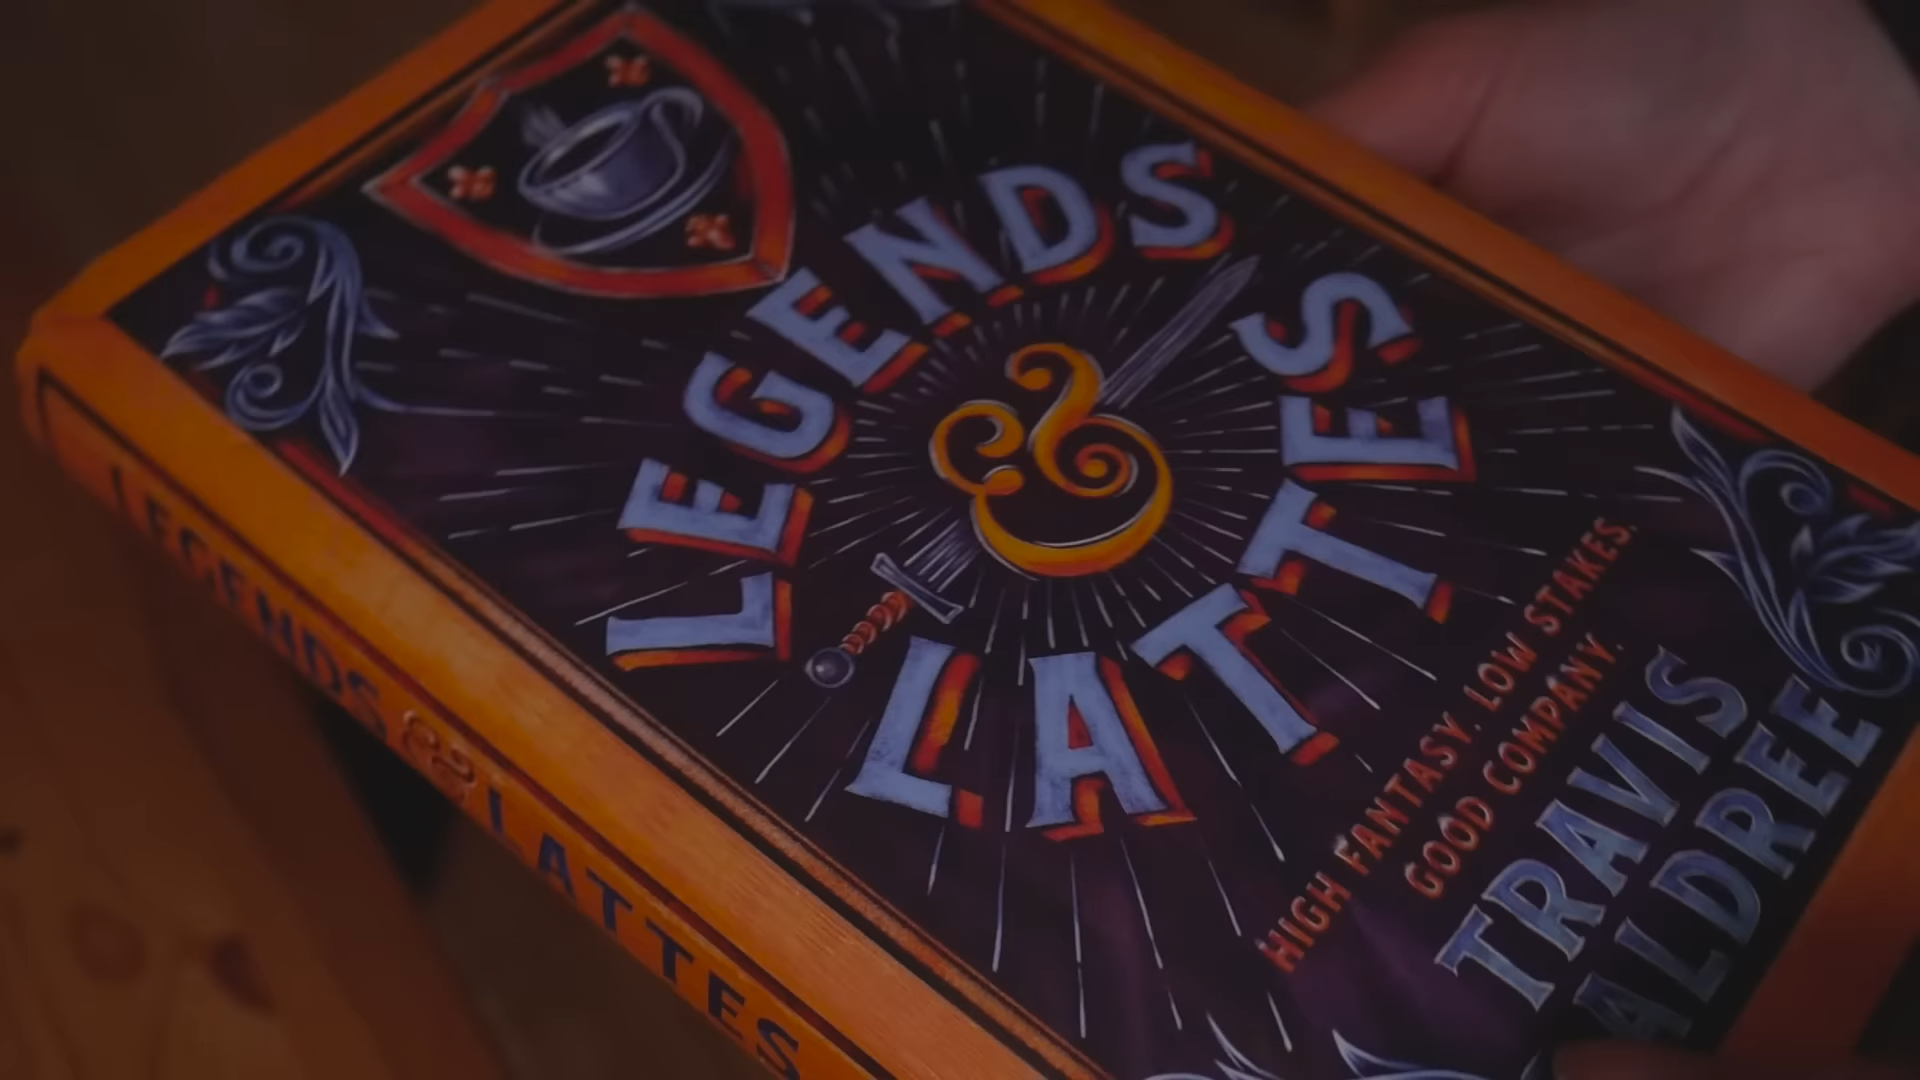 LEGENDS
&
LATTES
HIGH FANTASY. LOW STAKES.
GOOD COMPANY.
TRAVIS
BALDREE
LEGENDS & LATTES